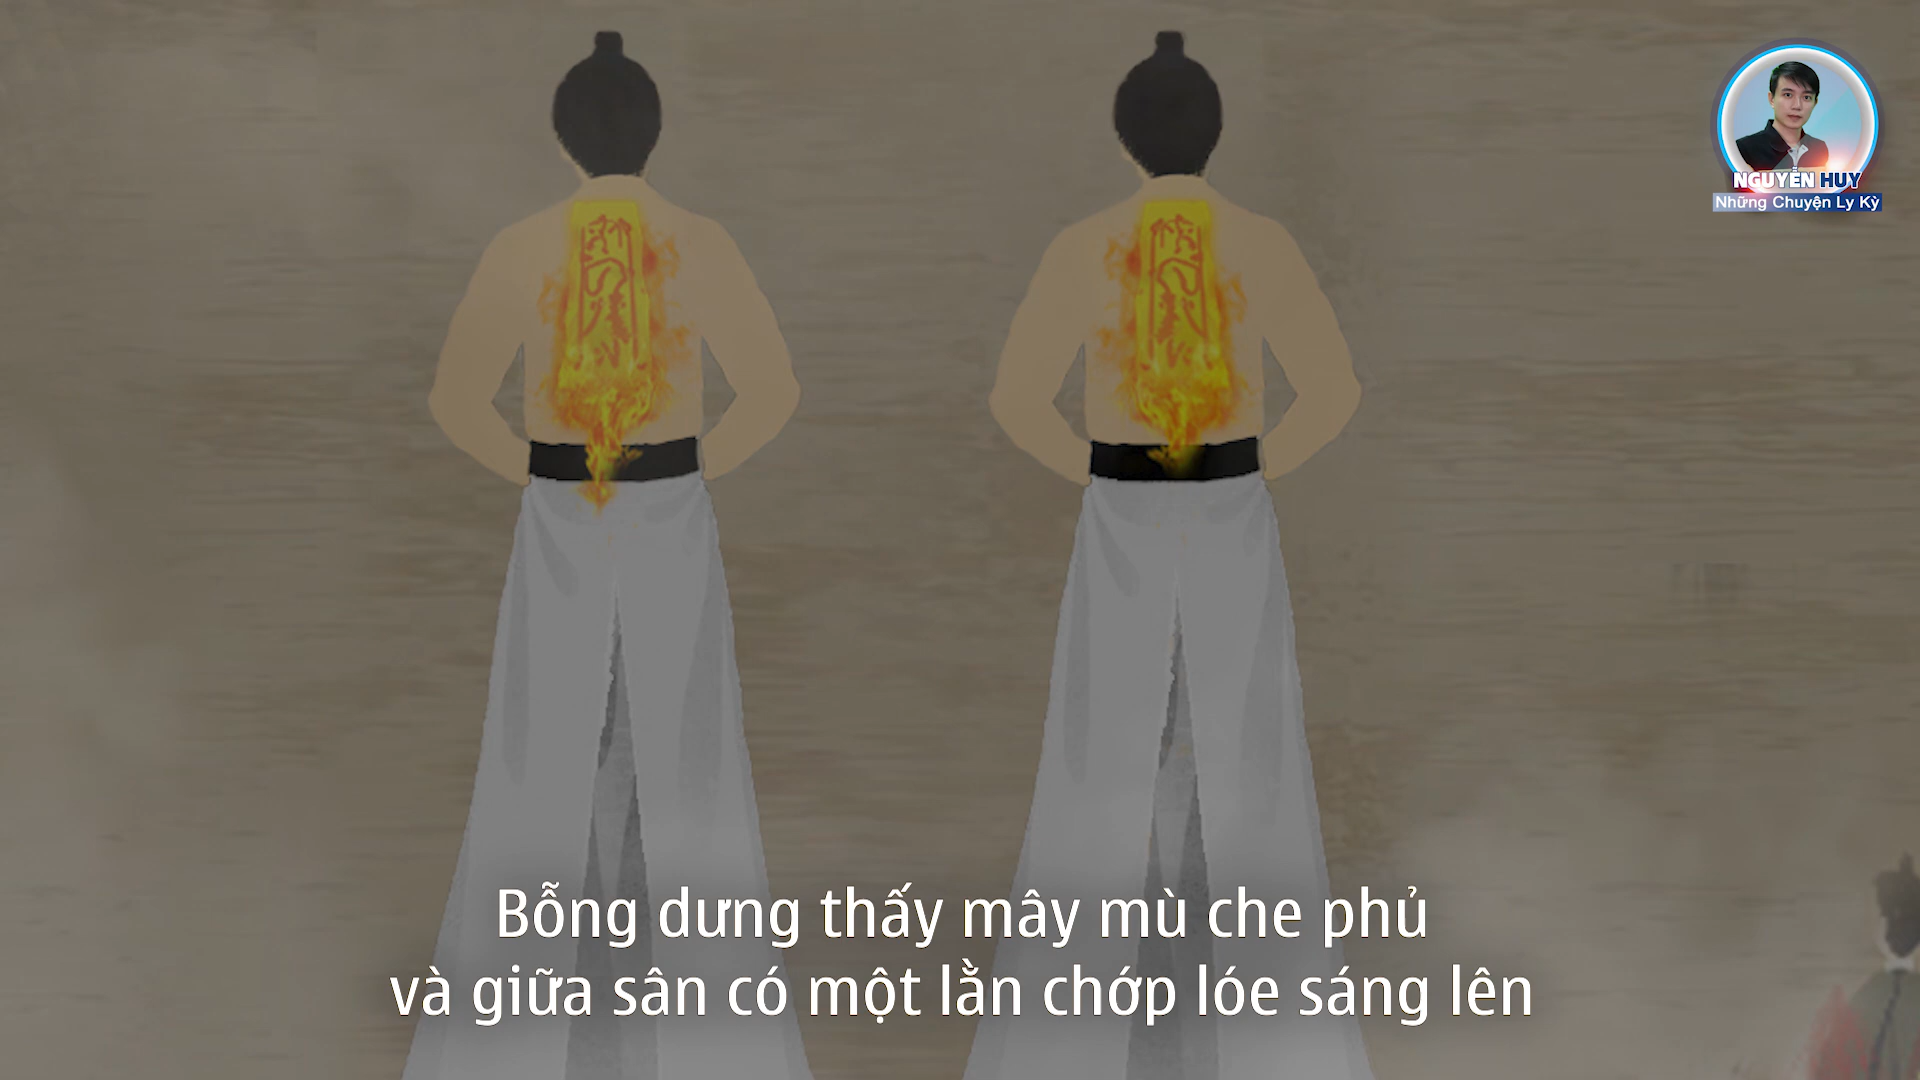 NGUYỄN HUY
Những Chuyện Ly Kỳ
Bỗng dưng thấy mây mù che phủ
và giữa sân có một lằn chớp lóe sáng lên